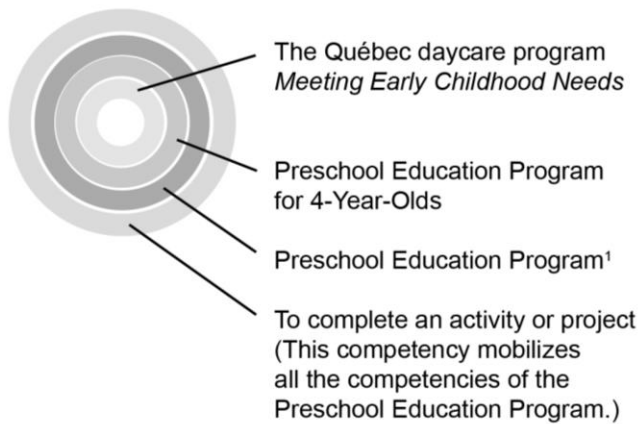 The Québec daycare program
Meeting Early Childhood Needs
Preschool Education Program
for 4-Year-Olds
Preschool Education Program¹
To complete an activity or project
(This competency mobilizes
all the competencies of the
Preschool Education Program.)